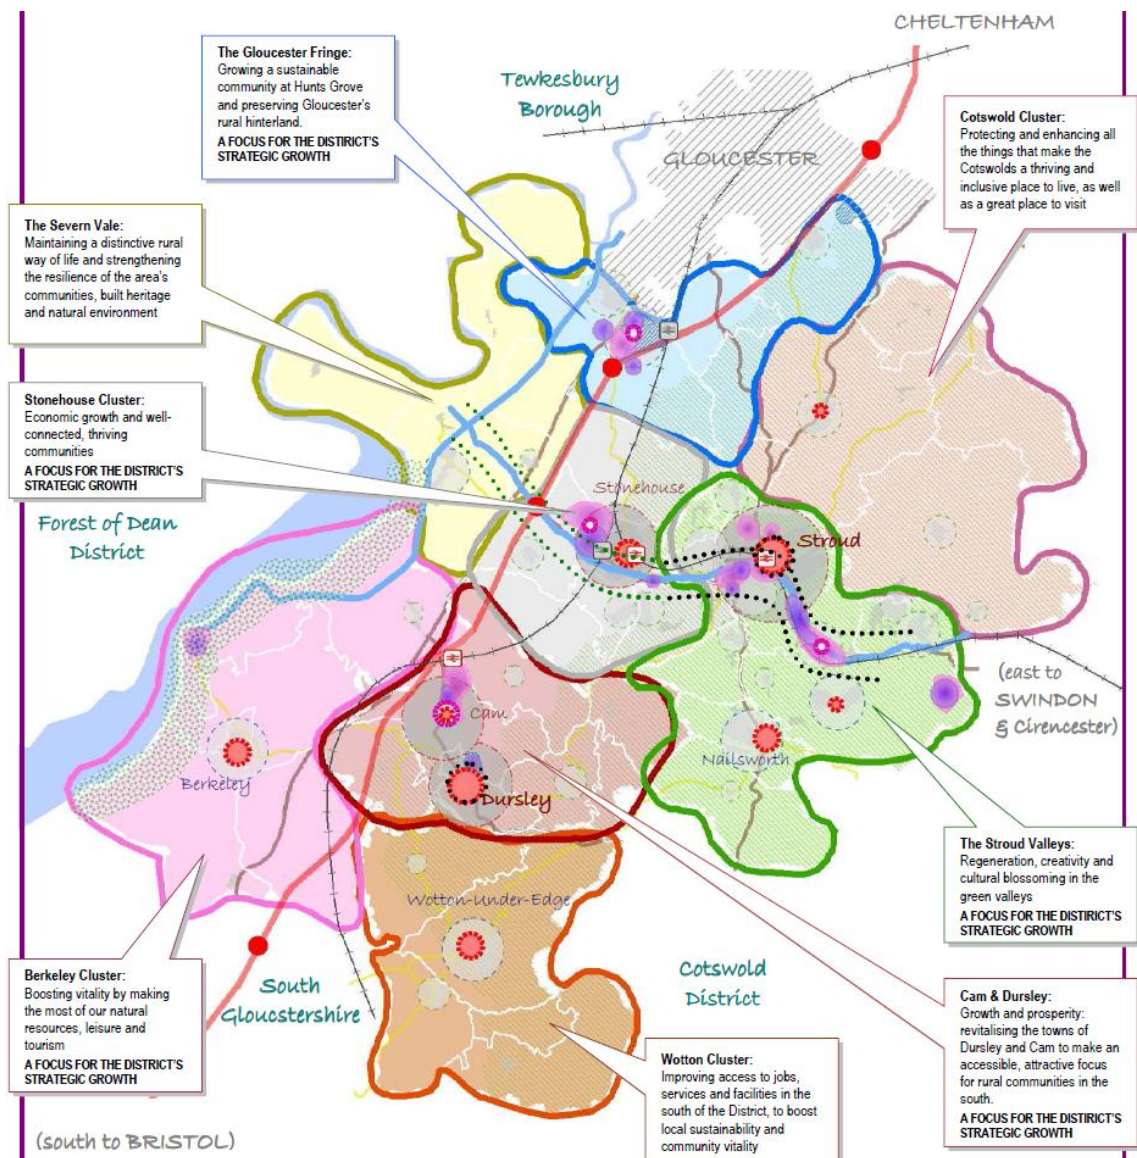 CHELTENHAM
The Gloucester Fringe:
Growing a sustainable
community at Hunts Grove
and preserving Gloucester's
rural hinterland.
A FOCUS FOR THE DISTIRICT'S
STRATEGIC GROWTH
Tewkesbury
Borough
GLOUCESTER
Cotswold Cluster:
Protecting and enhancing all
the things that make the
Cotswolds a thriving and
inclusive place to live, as well
as a great place to visit
The Severn Vale:
Maintaining a distinctive rural
way of life and strengthening
the resilience of the area's
communities, built heritage
and natural environment
Stonehouse Cluster:
Economic growth and well-
connected, thriving
communities
A FOCUS FOR THE DISTIRICT'S
STRATEGIC GROWTH
Forest of Dean
District
Stonehouse
Stroud
(east to
SWINDON
& Cirencester)
Cam
Nailsworth
Berkeley
Dursley
The Stroud Valleys:
Regeneration, creativity and
cultural blossoming in the
green valleys
A FOCUS FOR THE DISTIRICT'S
STRATEGIC GROWTH
Wotton-Under-Edge
Berkeley Cluster:
Boosting vitality by making
the most of our natural
resources, leisure and
tourism
A FOCUS FOR THE DISTIRICT'S
STRATEGIC GROWTH
South
Glouctershire
Cotswold
District
Cam & Dursley:
Growth and prosperity:
revitalising the towns of
Dursley and Cam to make an
accessible, attractive focus
for rural communities in the
south.
A FOCUS FOR THE DISTIRICT'S
STRATEGIC GROWTH
Wotton Cluster:
Improving access to jobs,
services and facilities in the
south of the District, to boost
local sustainability and
community vitality
(south to BRISTOL)